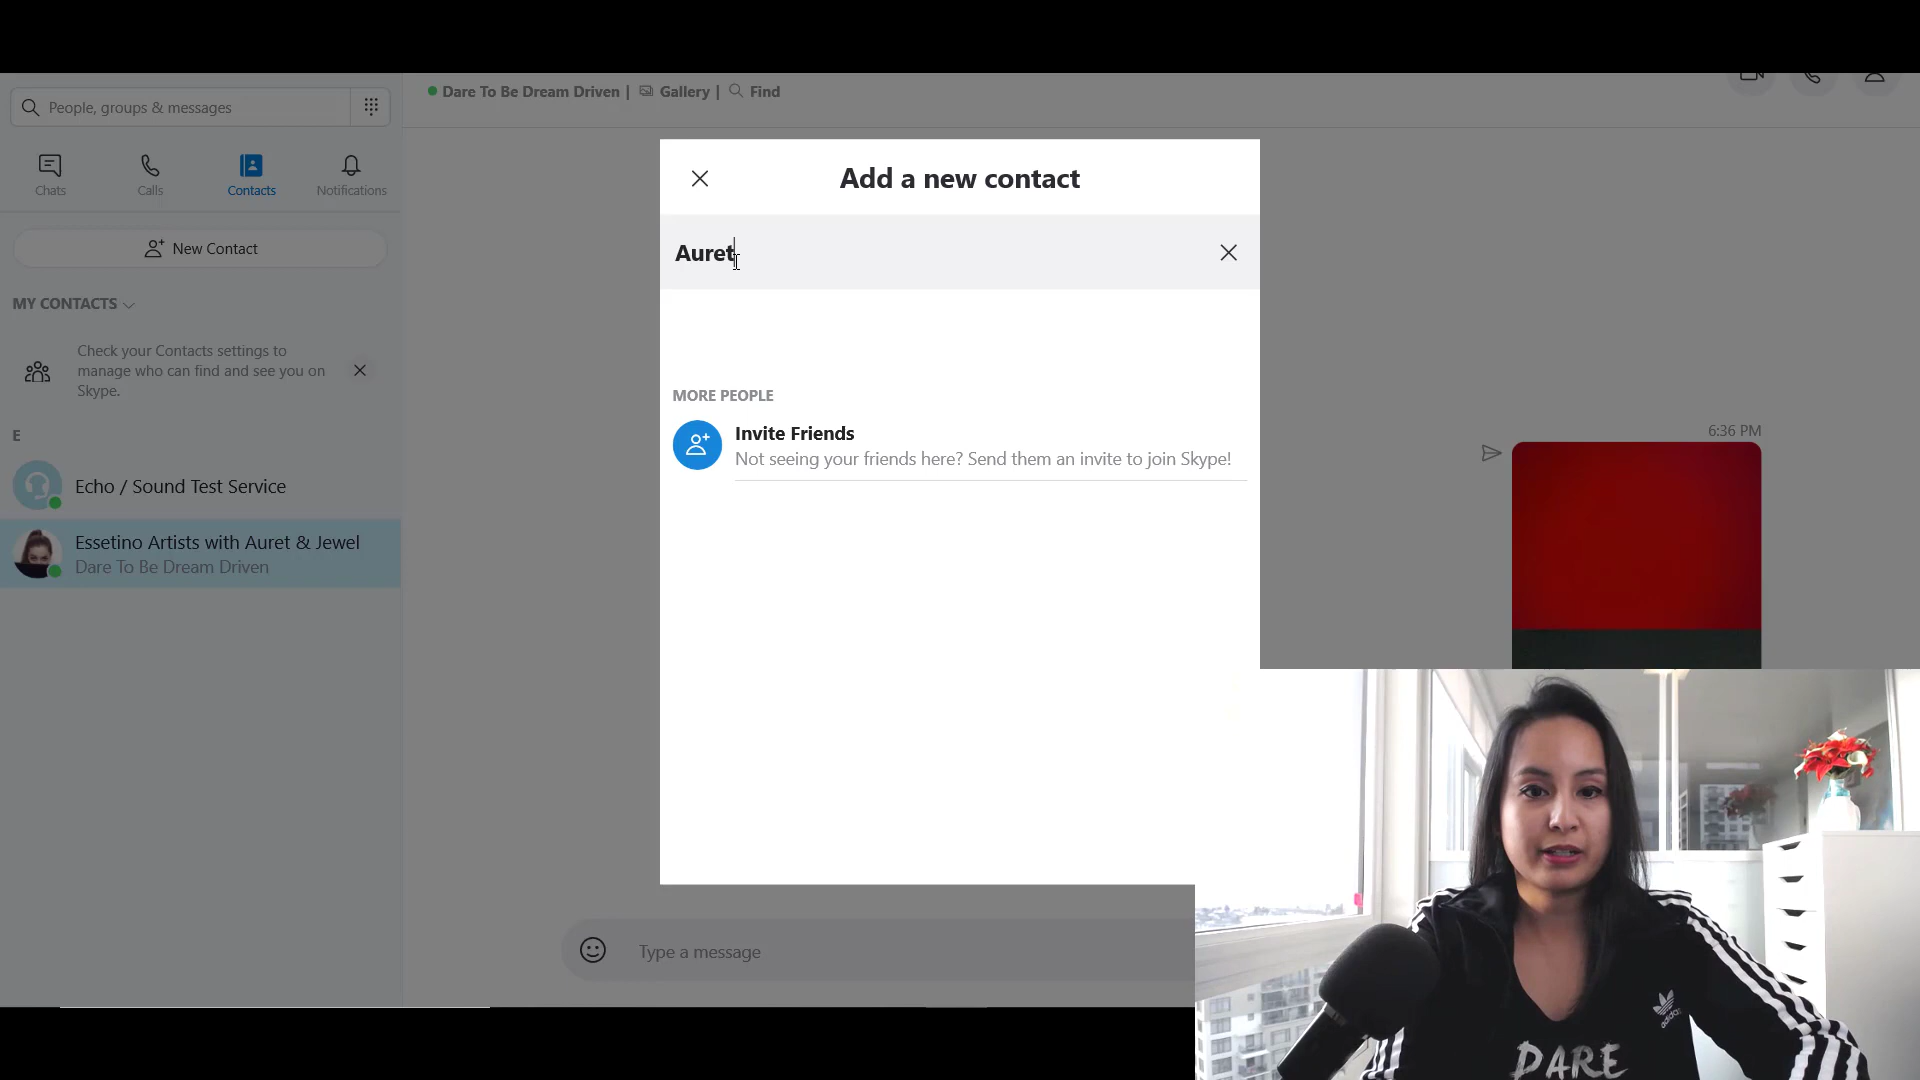 People, groups & messages
Chats
Calls
Contacts
Notifications
New Contact
MY CONTACTS
Check your Contacts settings to
manage who can find and see you on
Skype.
E
Echo / Sound Test Service
Essetino Artists with Auret & Jewel
Dare To Be Dream Driven
Dare To Be Dream Driven | Gallery | Find
Add a new contact
Auret
MORE PEOPLE
Invite Friends
Not seeing your friends here? Send them an invite to join Skype!
6:36 PM
Type a message
adidas
DARE